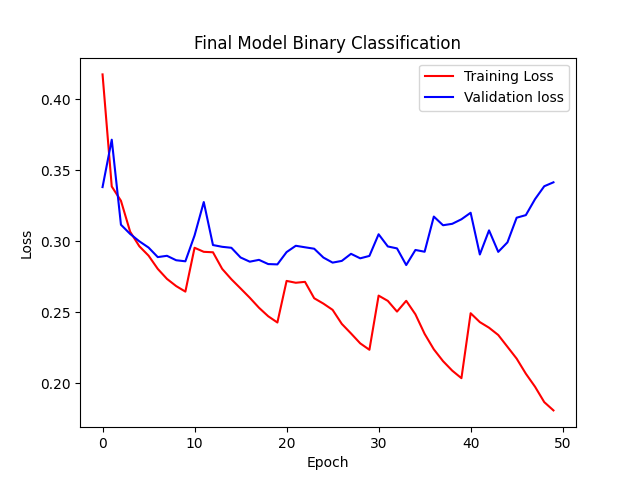 Final Model Binary Classification
Training Loss
Validation loss
0.40
0.35
0.30
0.25
0.20
Loss
0
10
20
30
40
50
Epoch